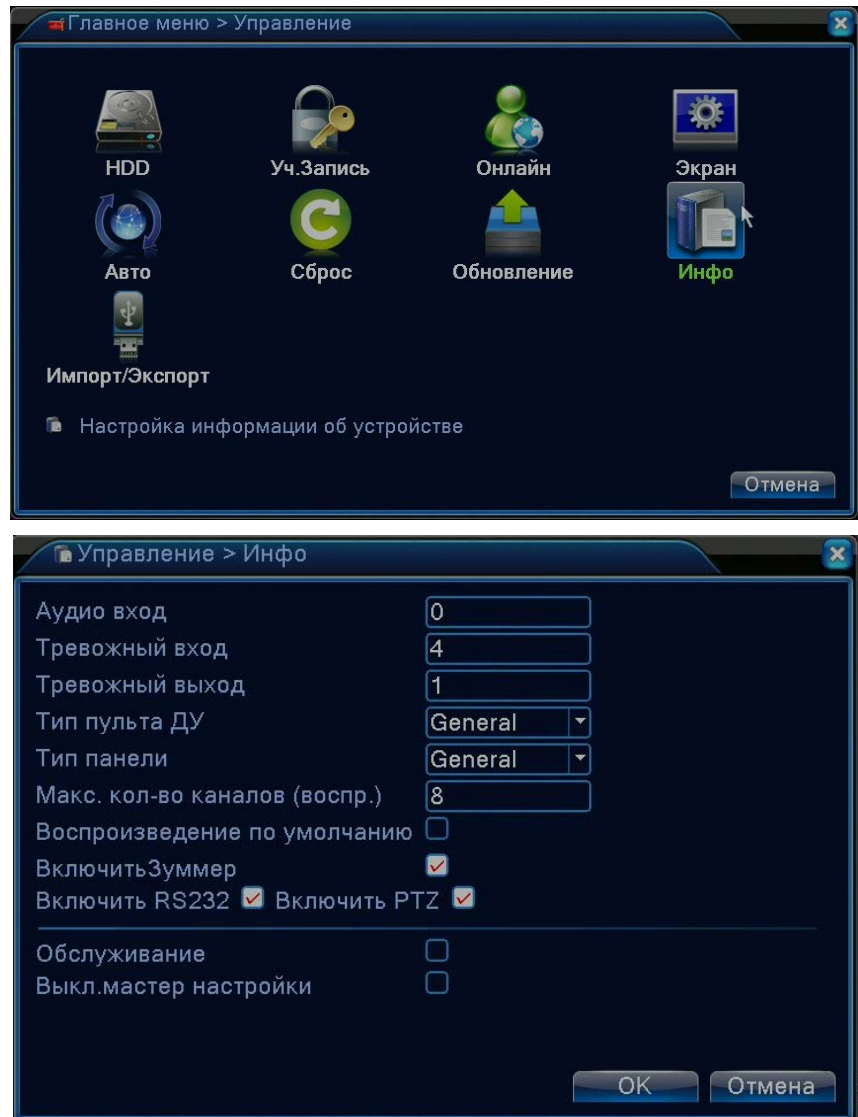 Главное меню > Управление
HDD Уч.Запись Онлайн Экран
Авто Сброс Обновление Инфо
Импорт/Экспорт
Настройка информации об устройстве
Отмена
Управление > Инфо
Аудио вход 0
Тревожный вход 4
Тревожный выход 1
Тип пульта ДУ General
Тип панели General
Макс. кол-во каналов (воспр.) 8
Воспроизведение по умолчанию
ВключитьЗуммер
Включить RS232 Включить PTZ
Обслуживание
Выкл.мастер настройки
OK Отмена